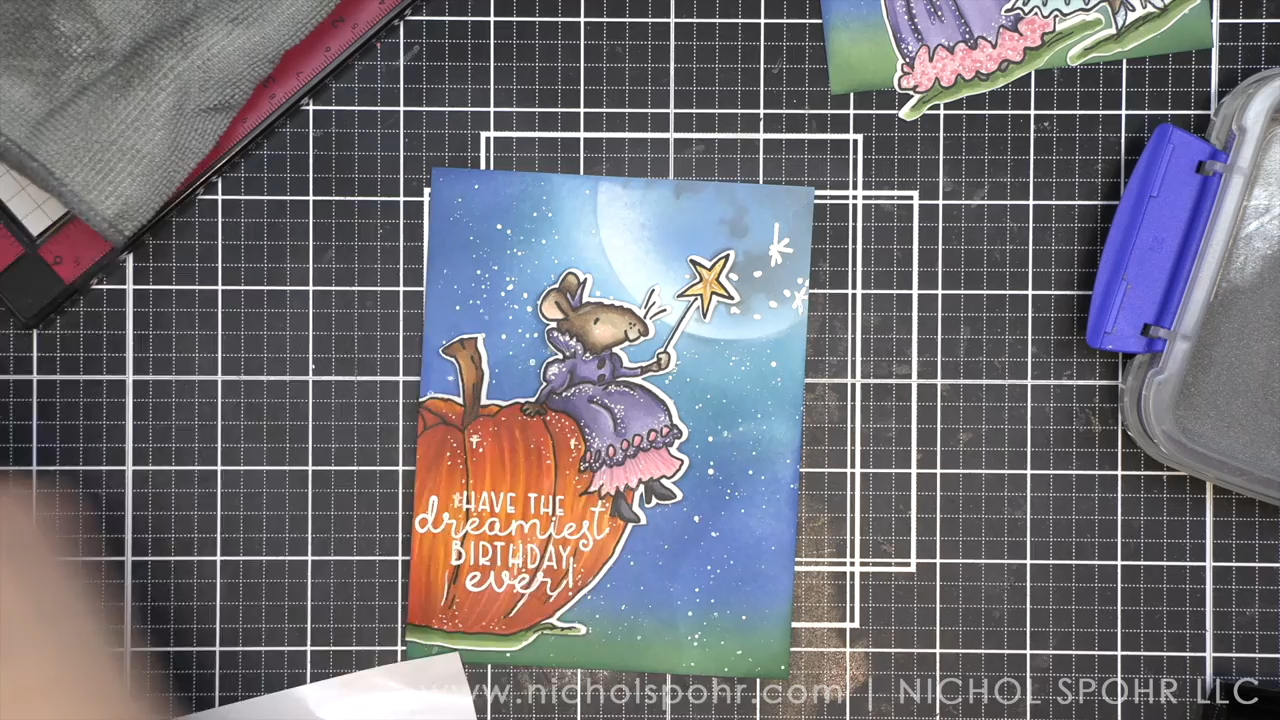 HAVE THE
dreamiest
BIRTHDAY
ever!
www.nicholspohr.com | NICHOL SPOHR LLC